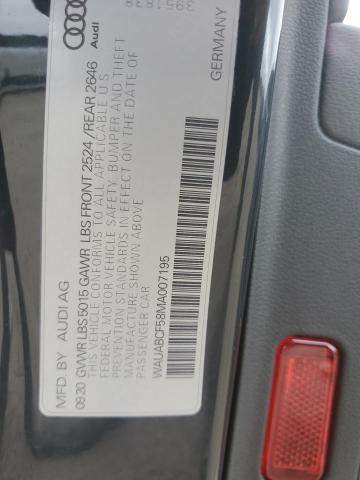 MFD. BY AUDI AG
Audi
09.20 GVWR LBS 5015 GAWR LBS FRONT 2524 / REAR 2646
THIS VEHICLE CONFORMS TO ALL APPLICABLE U S
FEDERAL MOTOR VEHICLE SAFETY, BUMPER AND THEFT
PREVENTION STANDARDS IN EFFECT ON THE DATE OF
MANUFACTURE SHOWN ABOVE
PASSENGER CAR
WAUABCF58MA007195
GERMANY